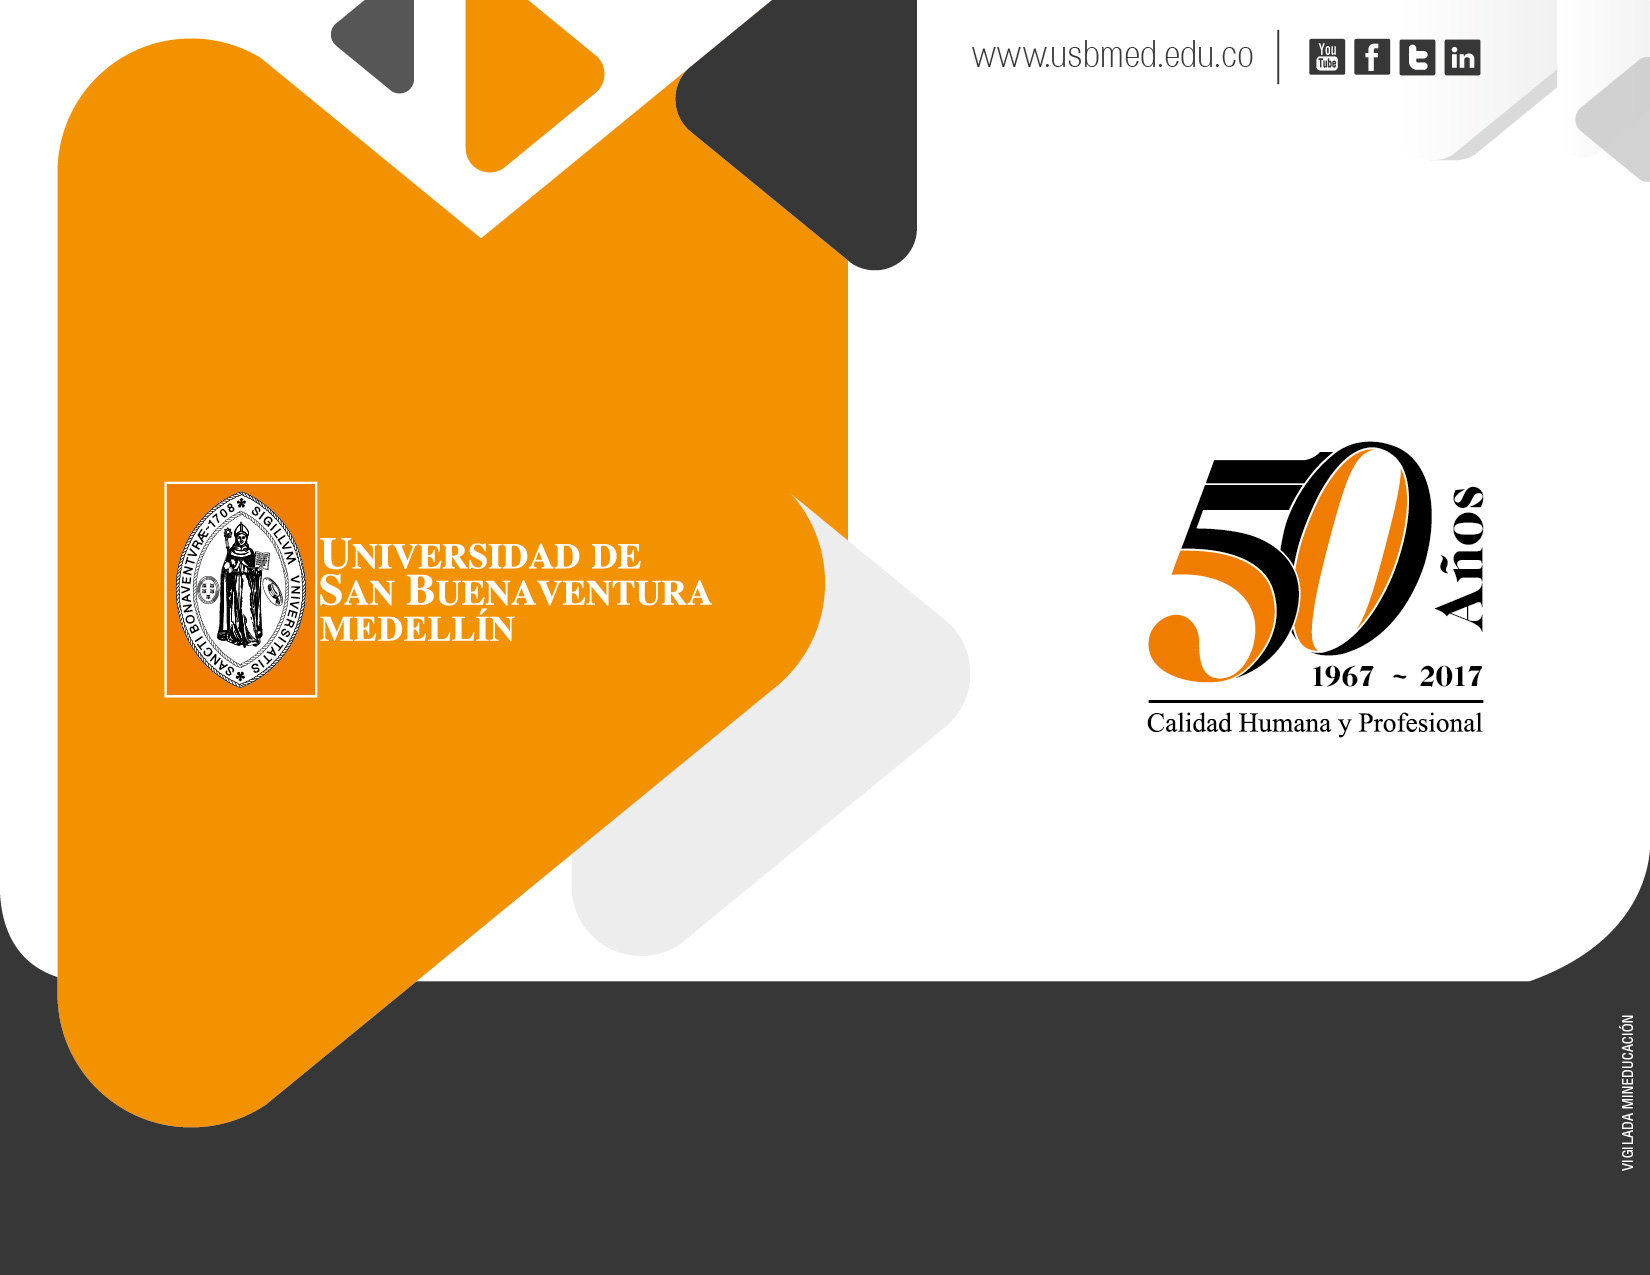 www.usbmed.edu.co
You
Tube
SANCTI BONAVENTVRÆ-1708
SIGILLVM VNIVERSITATIS
UNIVERSIDAD DE
SAN BUENAVENTURA
MEDELLÍN
50
Años
1967 ~ 2017
Calidad Humana y Profesional
VIGILADA MINEDUCACIÓN